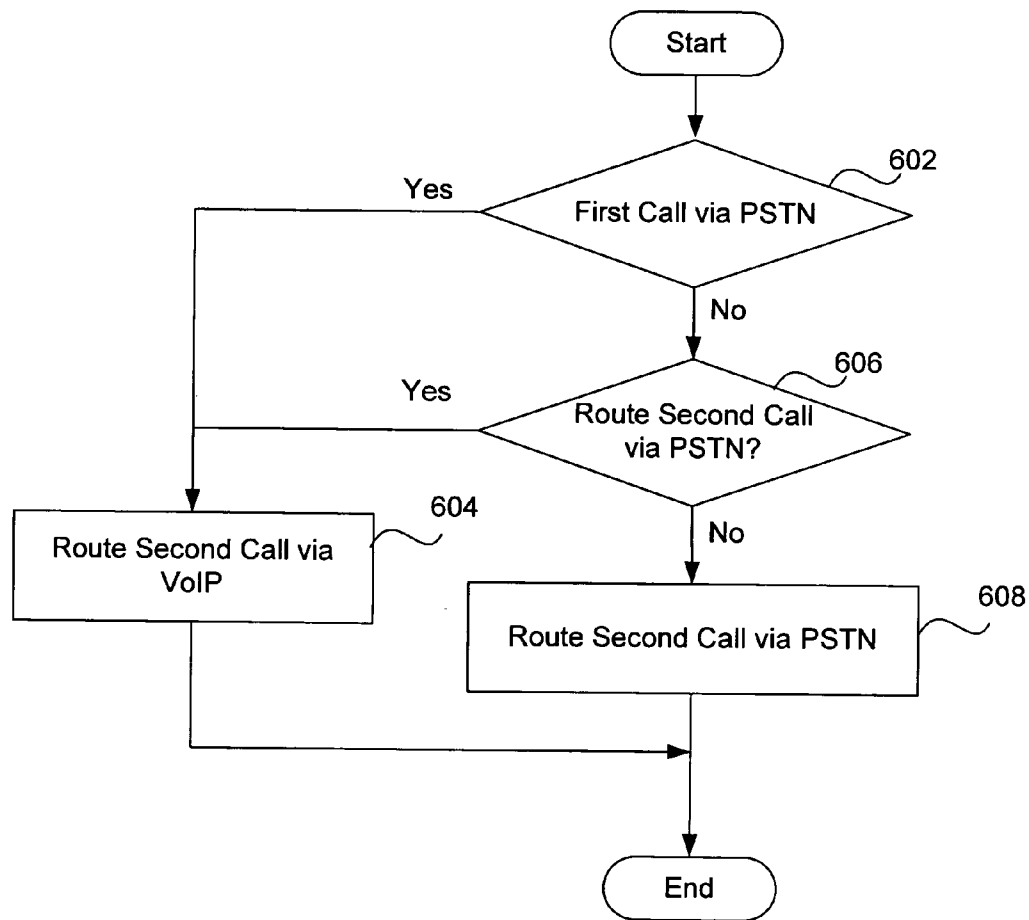 Start
602
Yes
First Call via PSTN
No
606
Yes
Route Second Call
via PSTN?
604
No
Route Second Call via
VoIP
608
Route Second Call via PSTN
End